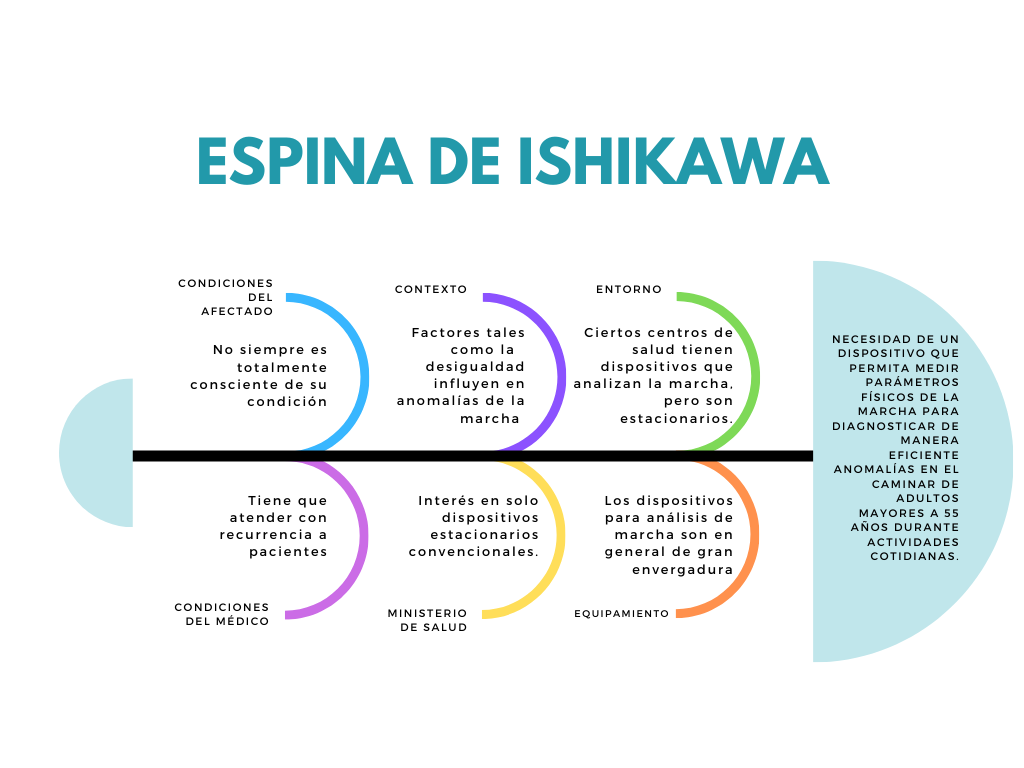 ESPINA DE ISHIKAWA
CONDICIONES
DEL
AFECTADO
No siempre es
totalmente
consciente de su
condición
CONTEXTO
Factores tales
como la
desigualdad
influyen en
anomalías de la
marcha
ENTORNO
Ciertos centros de
salud tienen
dispositivos que
analizan la marcha,
pero son
estacionarios.
NECESIDAD DE UN
DISPOSITIVO QUE
PERMITA MEDIR
PARÁMETROS
FÍSICOS DE LA
MARCHA PARA
DIAGNOSTICAR DE
MANERA
EFICIENTE
ANOMALÍAS EN EL
CAMINAR DE
ADULTOS
MAYORES A 55
AÑOS DURANTE
ACTIVIDADES
COTIDIANAS.
Tiene que
atender con
recurrencia a
pacientes
CONDICIONES
DEL MÉDICO
Interés en solo
dispositivos
estacionarios
convencionales.
MINISTERIO
DE SALUD
Los dispositivos
para análisis de
marcha son en
general de gran
envergadura
EQUIPAMIENTO